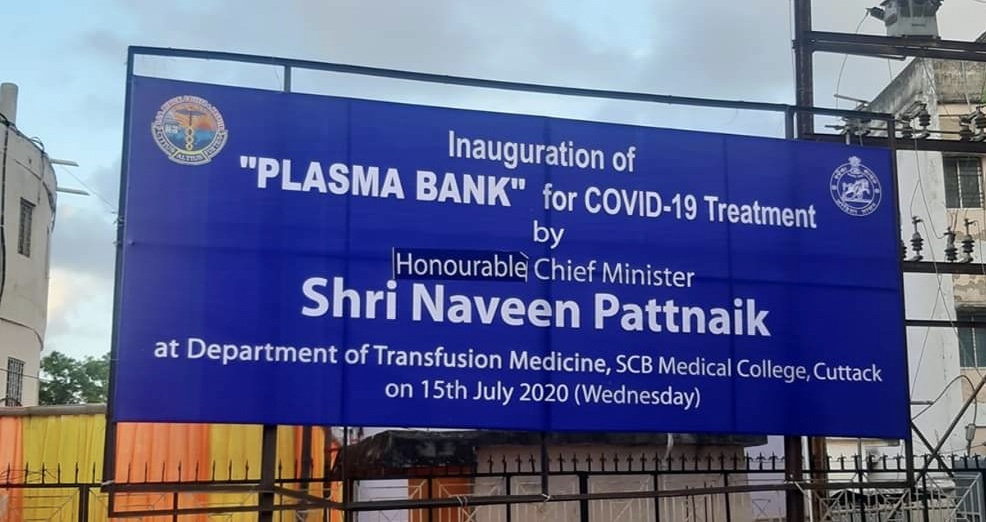 Inauguration of
"PLASMA BANK" for COVID-19 Treatment
by
Honourable Chief Minister
Shri Naveen Pattnaik
at Department of Transfusion Medicine, SCB Medical College, Cuttack
on 15th July 2020 (Wednesday)